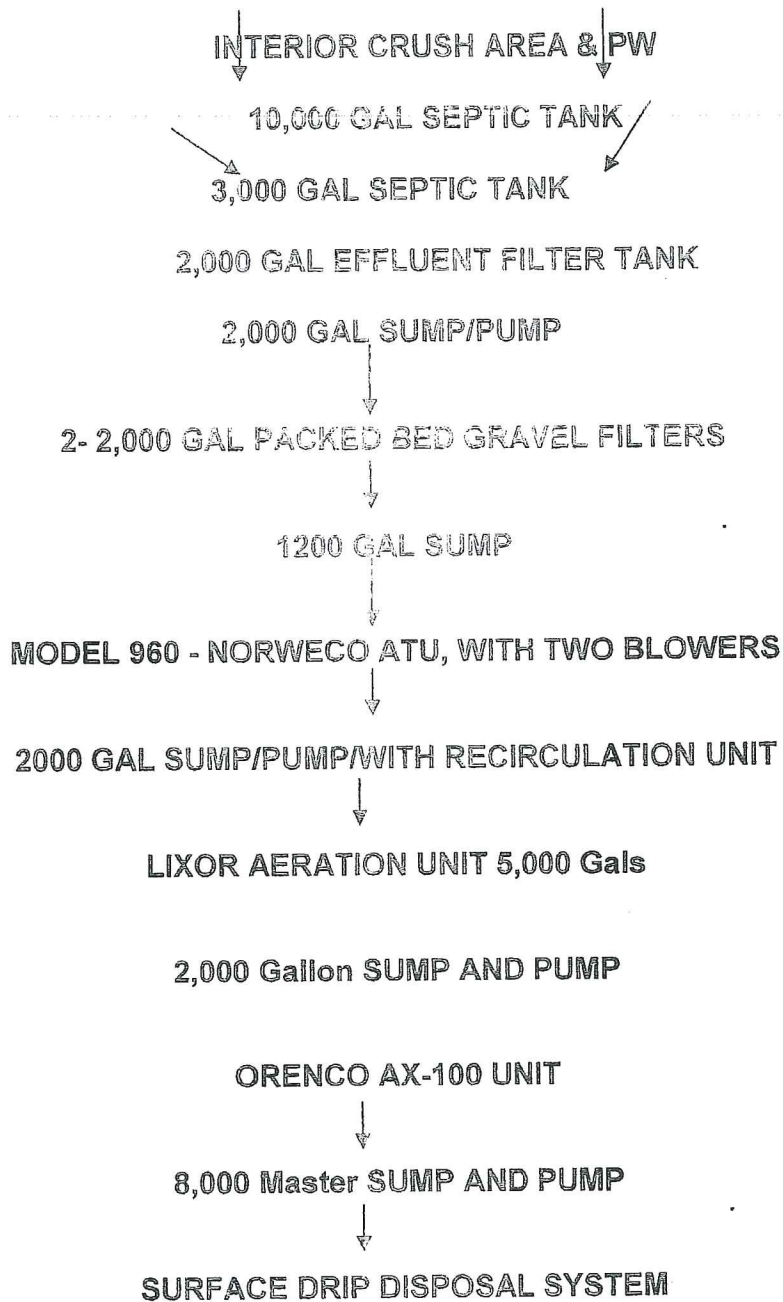 INTERIOR CRUSH AREA & PW
10,000 GAL SEPTIC TANK
3,000 GAL SEPTIC TANK
2,000 GAL EFFLUENT FILTER TANK
2,000 GAL SUMP/PUMP
2- 2,000 GAL PACKED BED GRAVEL FILTERS
1200 GAL SUMP
MODEL 960 - NORWECO ATU, WITH TWO BLOWERS
2000 GAL SUMP/PUMP/WITH RECIRCULATION UNIT
LIXOR AERATION UNIT 5,000 Gals
2,000 Gallon SUMP AND PUMP
ORENCO AX-100 UNIT
8,000 Master SUMP AND PUMP
SURFACE DRIP DISPOSAL SYSTEM